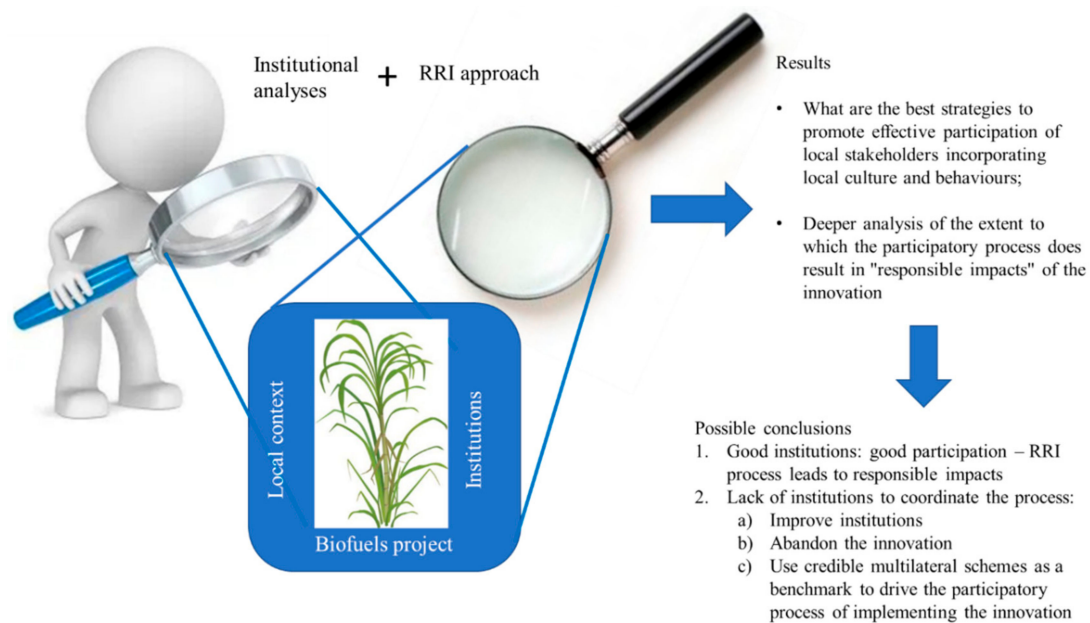 Institutional
analyses
+
RRI approach
Local context
Institutions
Biofuels project
Results
• What are the best strategies to
promote effective participation of
local stakeholders incorporating
local culture and behaviours;
• Deeper analysis of the extent to
which the participatory process does
result in "responsible impacts" of the
innovation
Possible conclusions
1. Good institutions: good participation – RRI
process leads to responsible impacts
2. Lack of institutions to coordinate the process:
a) Improve institutions
b) Abandon the innovation
c) Use credible multilateral schemes as a
benchmark to drive the participatory
process of implementing the innovation